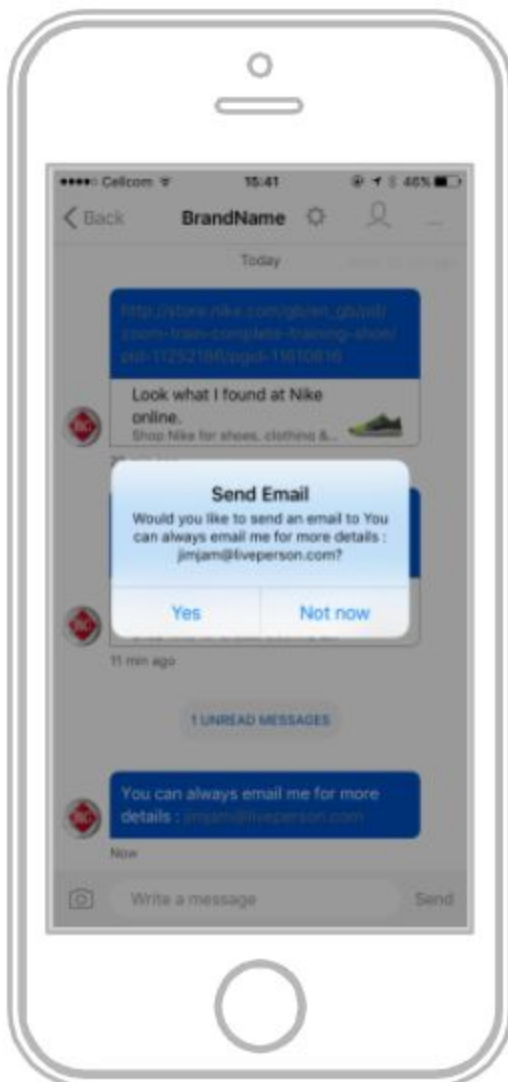 Cellcom 15:41 46%
Back BrandName
Today
http://store.nike.com/gb/en_gb/pd/
zoom-train-complete-training-shoe/
pid-11252186/pgid-11610816
Look what I found at Nike
online.
Shop Nike for shoes, clothing &...
Send Email
Would you like to send an email to You
can always email me for more details :
jimjam@liveperson.com?
Yes Not now
11 min ago
1 UNREAD MESSAGES
You can always email me for more
details : jimjam@liveperson.com
Now
Write a message Send